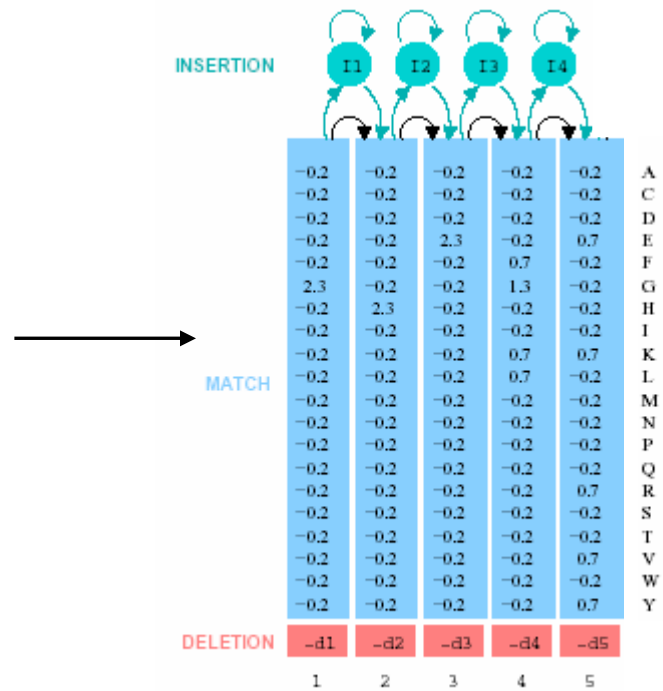 INSERTION I1 I2 I3 I4
-0.2 -0.2 -0.2 -0.2 -0.2 A
-0.2 -0.2 -0.2 -0.2 -0.2 C
-0.2 -0.2 -0.2 -0.2 -0.2 D
-0.2 -0.2 2.3 -0.2 0.7 E
-0.2 -0.2 -0.2 0.7 -0.2 F
2.3 -0.2 -0.2 1.3 -0.2 G
-0.2 2.3 -0.2 -0.2 -0.2 H
-0.2 -0.2 -0.2 -0.2 -0.2 I
-0.2 -0.2 -0.2 0.7 0.7 K
MATCH -0.2 -0.2 -0.2 0.7 -0.2 L
-0.2 -0.2 -0.2 -0.2 -0.2 M
-0.2 -0.2 -0.2 -0.2 -0.2 N
-0.2 -0.2 -0.2 -0.2 -0.2 P
-0.2 -0.2 -0.2 -0.2 -0.2 Q
-0.2 -0.2 -0.2 -0.2 0.7 R
-0.2 -0.2 -0.2 -0.2 -0.2 S
-0.2 -0.2 -0.2 -0.2 -0.2 T
-0.2 -0.2 -0.2 -0.2 0.7 V
-0.2 -0.2 -0.2 -0.2 -0.2 W
-0.2 -0.2 -0.2 -0.2 0.7 Y
DELETION -d1 -d2 -d3 -d4 -d5
1 2 3 4 5